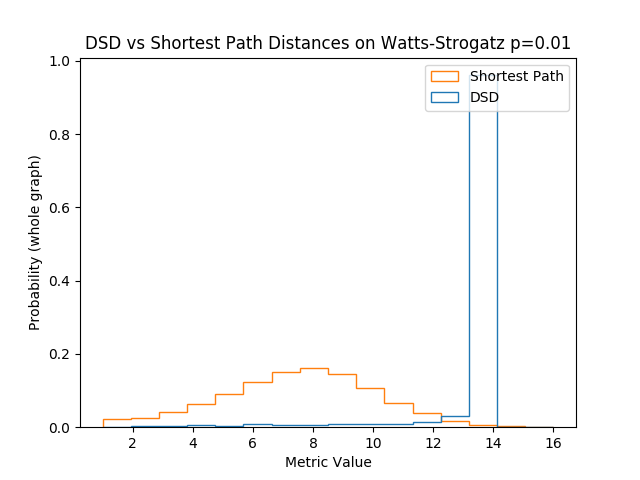 DSD vs Shortest Path Distances on Watts-Strogatz p=0.01
Probability (whole graph)
1.0
0.8
0.6
0.4
0.2
0.0
Shortest Path
DSD
2 4 6 8 10 12 14 16
Metric Value